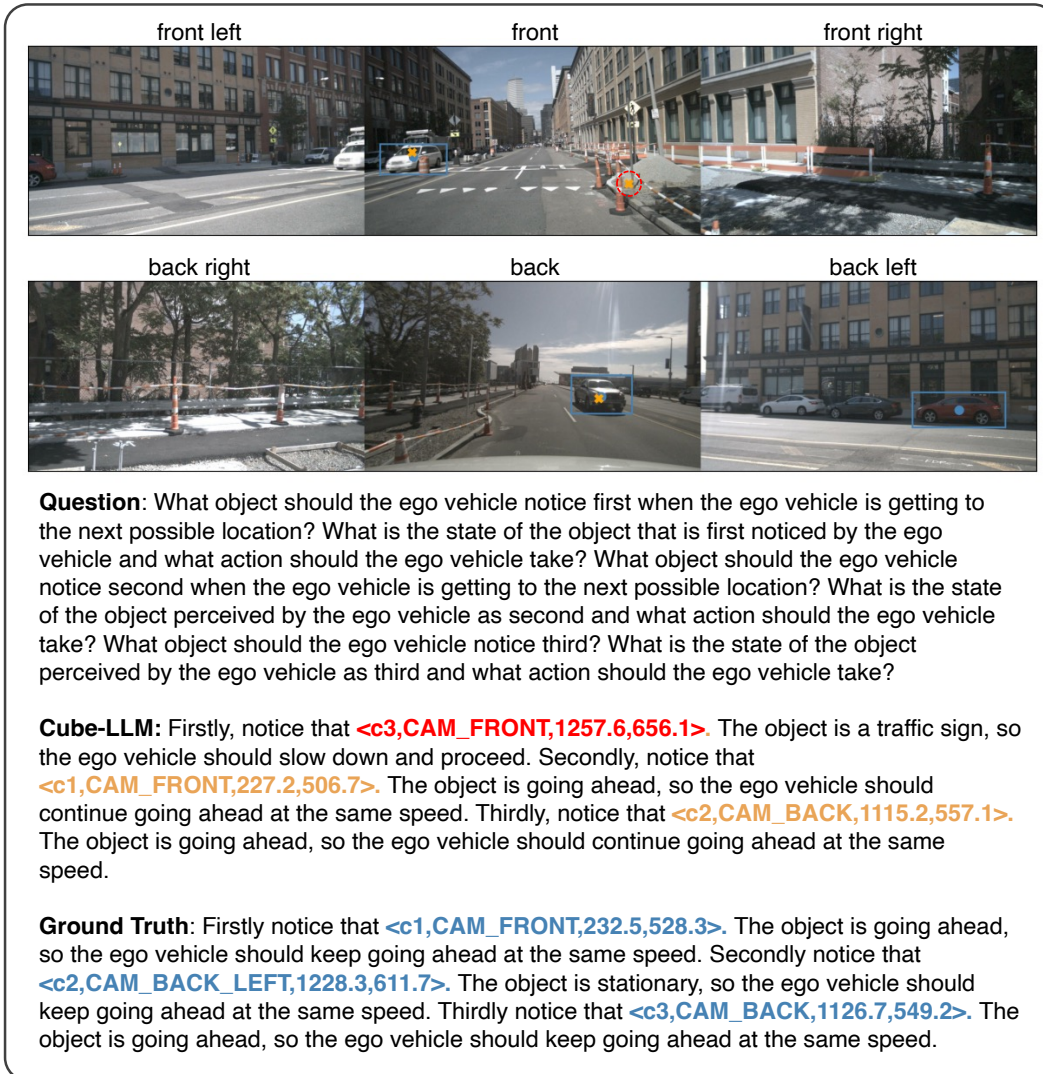 front left
front
front right
back right
back
back left
Question: What object should the ego vehicle notice first when the ego vehicle is getting to
the next possible location? What is the state of the object that is first noticed by the ego
vehicle and what action should the ego vehicle take? What object should the ego vehicle
notice second when the ego vehicle is getting to the next possible location? What is the state
of the object perceived by the ego vehicle as second and what action should the ego vehicle
take? What object should the ego vehicle notice third? What is the state of the object
perceived by the ego vehicle as third and what action should the ego vehicle take?
Cube-LLM: Firstly, notice that <c3,CAM_FRONT,1257.6,656.1>. The object is a traffic sign, so
the ego vehicle should slow down and proceed. Secondly, notice that
<c1,CAM_FRONT,227.2,506.7>. The object is going ahead, so the ego vehicle should
continue going ahead at the same speed. Thirdly, notice that <c2,CAM_BACK,1115.2,557.1>.
The object is going ahead, so the ego vehicle should continue going ahead at the same
speed.
Ground Truth: Firstly notice that <c1,CAM_FRONT,232.5,528.3>. The object is going ahead,
so the ego vehicle should keep going ahead at the same speed. Secondly notice that
<c2,CAM_BACK_LEFT,1228.3,611.7>. The object is stationary, so the ego vehicle should
keep going ahead at the same speed. Thirdly notice that <c3,CAM_BACK,1126.7,549.2>. The
object is going ahead, so the ego vehicle should keep going ahead at the same speed.